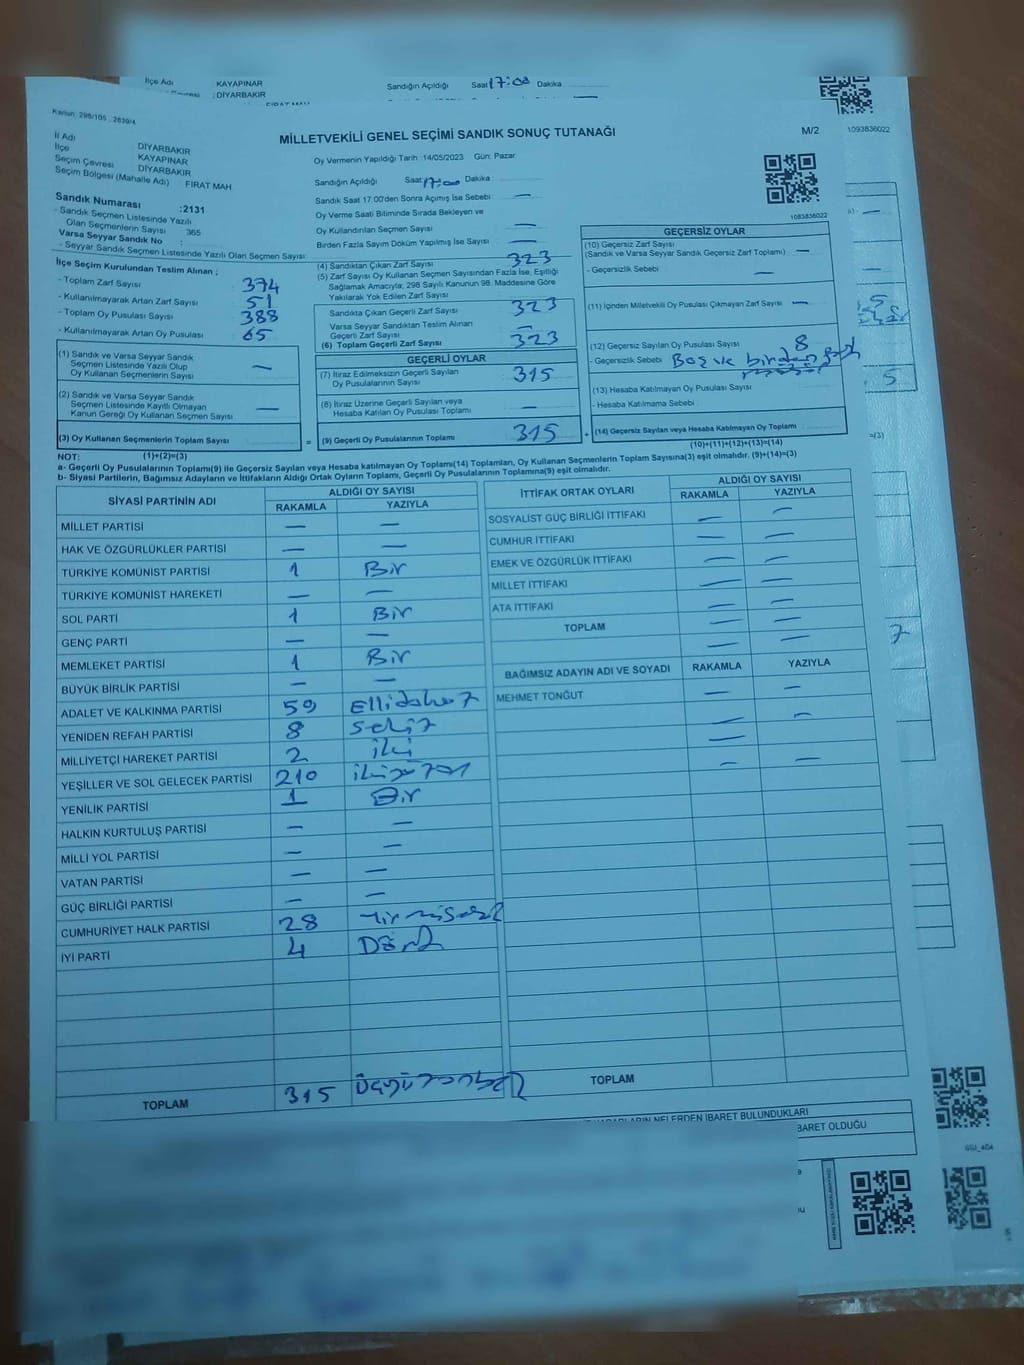 İlçe Adı KAYAPINAR Sandığın Açıldığı Saat 17:00 Dakika
: DİYARBAKIR
FIRAT MAH
Kanun: 298/105 , 2839/4
MİLLETVEKİLİ GENEL SEÇİMİ SANDIK SONUÇ TUTANAĞI
M/2
1093836022
İl Adı DİYARBAKIR
İlçe KAYAPINAR
Seçim Çevresi DİYARBAKIR
Seçim Bölgesi (Mahalle Adı) FIRAT MAH
Oy Vermenin Yapıldığı Tarih: 14/05/2023 Gün: Pazar
Sandığın Açıldığı Saat 17:00 Dakika :
Sandık Saat 17.00'den Sonra Açımış İse Sebebi : —
Oy Verme Saati Bitiminde Sırada Bekleyen ve
Oy Kullandırılan Seçmen Sayısı : —
Birden Fazla Sayım Döküm Yapılmış İse Sayısı : —
1083836022
Sandık Numarası :2131
- Sandık Seçmen Listesinde Yazılı
Olan Seçmenlerin Sayısı 365
Varsa Seyyar Sandık No :
- Seyyar Sandık Seçmen Listesinde Yazılı Olan Seçmen Sayısı:
İlçe Seçim Kurulundan Teslim Alınan ;
- Toplam Zarf Sayısı : 374
- Kullanılmayarak Artan Zarf Sayısı : 51
- Toplam Oy Pusulası Sayısı : 388
- Kullanılmayarak Artan Oy Pusulası : 65
(1) Sandık ve Varsa Seyyar Sandık
Seçmen Listesinde Yazılı Olup
Oy Kullanan Seçmenlerin Sayısı : —
(2) Sandık ve Varsa Seyyar Sandık
Seçmen Listesinde Kayıtlı Olmayan
Kanun Gereği Oy Kullanan Seçmen Sayısı : —
(3) Oy Kullanan Seçmenlerin Toplam Sayısı :
(4) Sandıktan Çıkan Zarf Sayısı : 323
(5) Zarf Sayısı Oy Kullanan Seçmen Sayısından Fazla İse, Eşitliği
Sağlamak Amacıyla; 298 Sayılı Kanunun 98. Maddesine Göre
Yakılarak Yok Edilen Zarf Sayısı :
Sandıkta Çıkan Geçerli Zarf Sayısı : 323
Varsa Seyyar Sandıktan Teslim Alınan
Geçerli Zarf Sayısı : —
(6) Toplam Geçerli Zarf Sayısı : 323
GEÇERLİ OYLAR
(7) İtiraz Edilmeksizin Geçerli Sayılan
Oy Pusulalarının Sayısı : 315
(8) İtiraz Üzerine Geçerli Sayılan veya
Hesaba Katılan Oy Pusulası Toplamı : —
= (9) Geçerli Oy Pusulalarının Toplamı 315 +
GEÇERSİZ OYLAR
(10) Geçersiz Zarf Sayısı
(Sandık ve Varsa Seyyar Sandık Geçersiz Zarf Toplamı) : —
- Geçersizlik Sebebi : —
(11) İçinden Milletvekili Oy Pusulası Çıkmayan Zarf Sayısı : —
(12) Geçersiz Sayılan Oy Pusulası Sayısı : 8
- Geçersizlik Sebebi : Boş ve birden fazla
(13) Hesaba Katılmayan Oy Pusulası Sayısı :
- Hesaba Katılmama Sebebi :
(14) Geçersiz Sayılan veya Hesaba Katılmayan Oy Toplamı :
NOT: (1)+(2)=(3) (10)+(11)+(12)+(13)=(14)
a- Geçerli Oy Pusulalarının Toplamı(9) ile Geçersiz Sayılan veya Hesaba katılmayan Oy Toplamı(14) Toplamları, Oy Kullanan Seçmenlerin Toplam Sayısına(3) eşit olmalıdır. (9)+(14)=(3)
b- Siyasi Partilerin, Bağımsız Adayların ve İttifakların Aldığı Ortak Oyların Toplamı, Geçerli Oy Pusulalarının Toplamına(9) eşit olmalıdır.
SİYASİ PARTİNİN ADI ALDIĞI OY SAYISI
RAKAMLA YAZIYLA
MİLLET PARTİSİ — —
HAK VE ÖZGÜRLÜKLER PARTİSİ — —
TÜRKİYE KOMÜNİST PARTİSİ 1 Bir
TÜRKİYE KOMÜNİST HAREKETİ — —
SOL PARTİ 1 Bir
GENÇ PARTİ — —
MEMLEKET PARTİSİ 1 Bir
BÜYÜK BİRLİK PARTİSİ — —
ADALET VE KALKINMA PARTİSİ 59 Ellidokuz
YENİDEN REFAH PARTİSİ 8 Sekiz
MİLLİYETÇİ HAREKET PARTİSİ 2 iki
YEŞİLLER VE SOL GELECEK PARTİSİ 210 ikiyüzon
YENİLİK PARTİSİ 1 Bir
HALKIN KURTULUŞ PARTİSİ — —
MİLLİ YOL PARTİSİ — —
VATAN PARTİSİ — —
GÜÇ BİRLİĞİ PARTİSİ — —
CUMHURİYET HALK PARTİSİ 28 Yirmisekiz
İYİ PARTİ 4 Dört
TOPLAM 315 Üçyüzonbeş
İTTİFAK ORTAK OYLARI ALDIĞI OY SAYISI
RAKAMLA YAZIYLA
SOSYALİST GÜÇ BİRLİĞİ İTTİFAKI — —
CUMHUR İTTİFAKI — —
EMEK VE ÖZGÜRLÜK İTTİFAKI — —
MİLLET İTTİFAKI — —
ATA İTTİFAKI — —
TOPLAM — —
BAĞIMSIZ ADAYIN ADI VE SOYADI RAKAMLA YAZIYLA
MEHMET TONĞUT — —
TOPLAM
NELERDEN İBARET BULUNDUKLARI
BARET OLDUĞU
=(3)
5
7